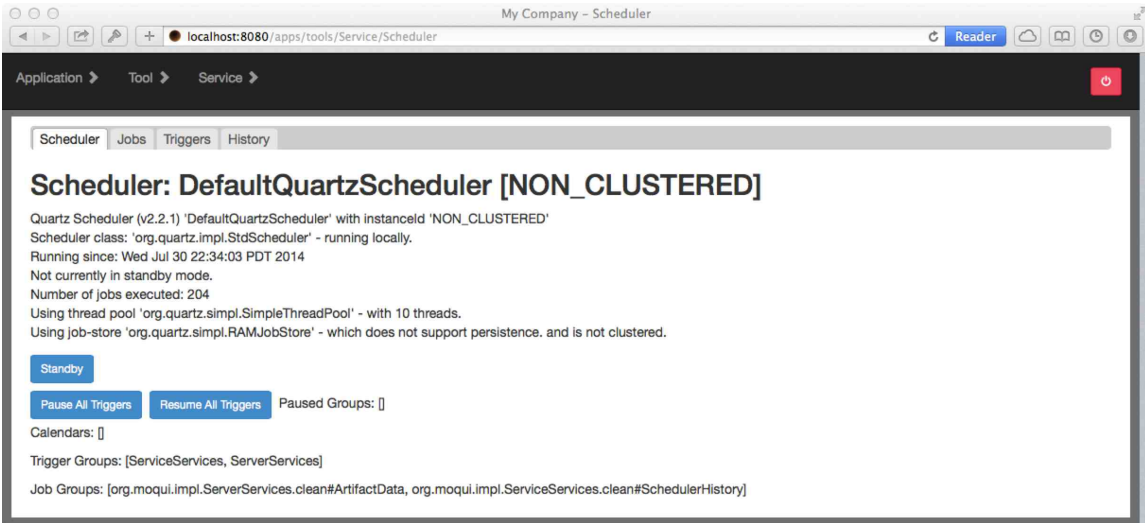 My Company – Scheduler
localhost:8080/apps/tools/Service/Scheduler
Reader
Application Tool Service
Scheduler Jobs Triggers History
Scheduler: DefaultQuartzScheduler [NON_CLUSTERED]
Quartz Scheduler (v2.2.1) 'DefaultQuartzScheduler' with instanceId 'NON_CLUSTERED'
Scheduler class: 'org.quartz.impl.StdScheduler' - running locally.
Running since: Wed Jul 30 22:34:03 PDT 2014
Not currently in standby mode.
Number of jobs executed: 204
Using thread pool 'org.quartz.simpl.SimpleThreadPool' - with 10 threads.
Using job-store 'org.quartz.simpl.RAMJobStore' - which does not support persistence. and is not clustered.
Standby
Pause All Triggers Resume All Triggers Paused Groups: []
Calendars: []
Trigger Groups: [ServiceServices, ServerServices]
Job Groups: [org.moqui.impl.ServerServices.clean#ArtifactData, org.moqui.impl.ServiceServices.clean#SchedulerHistory]